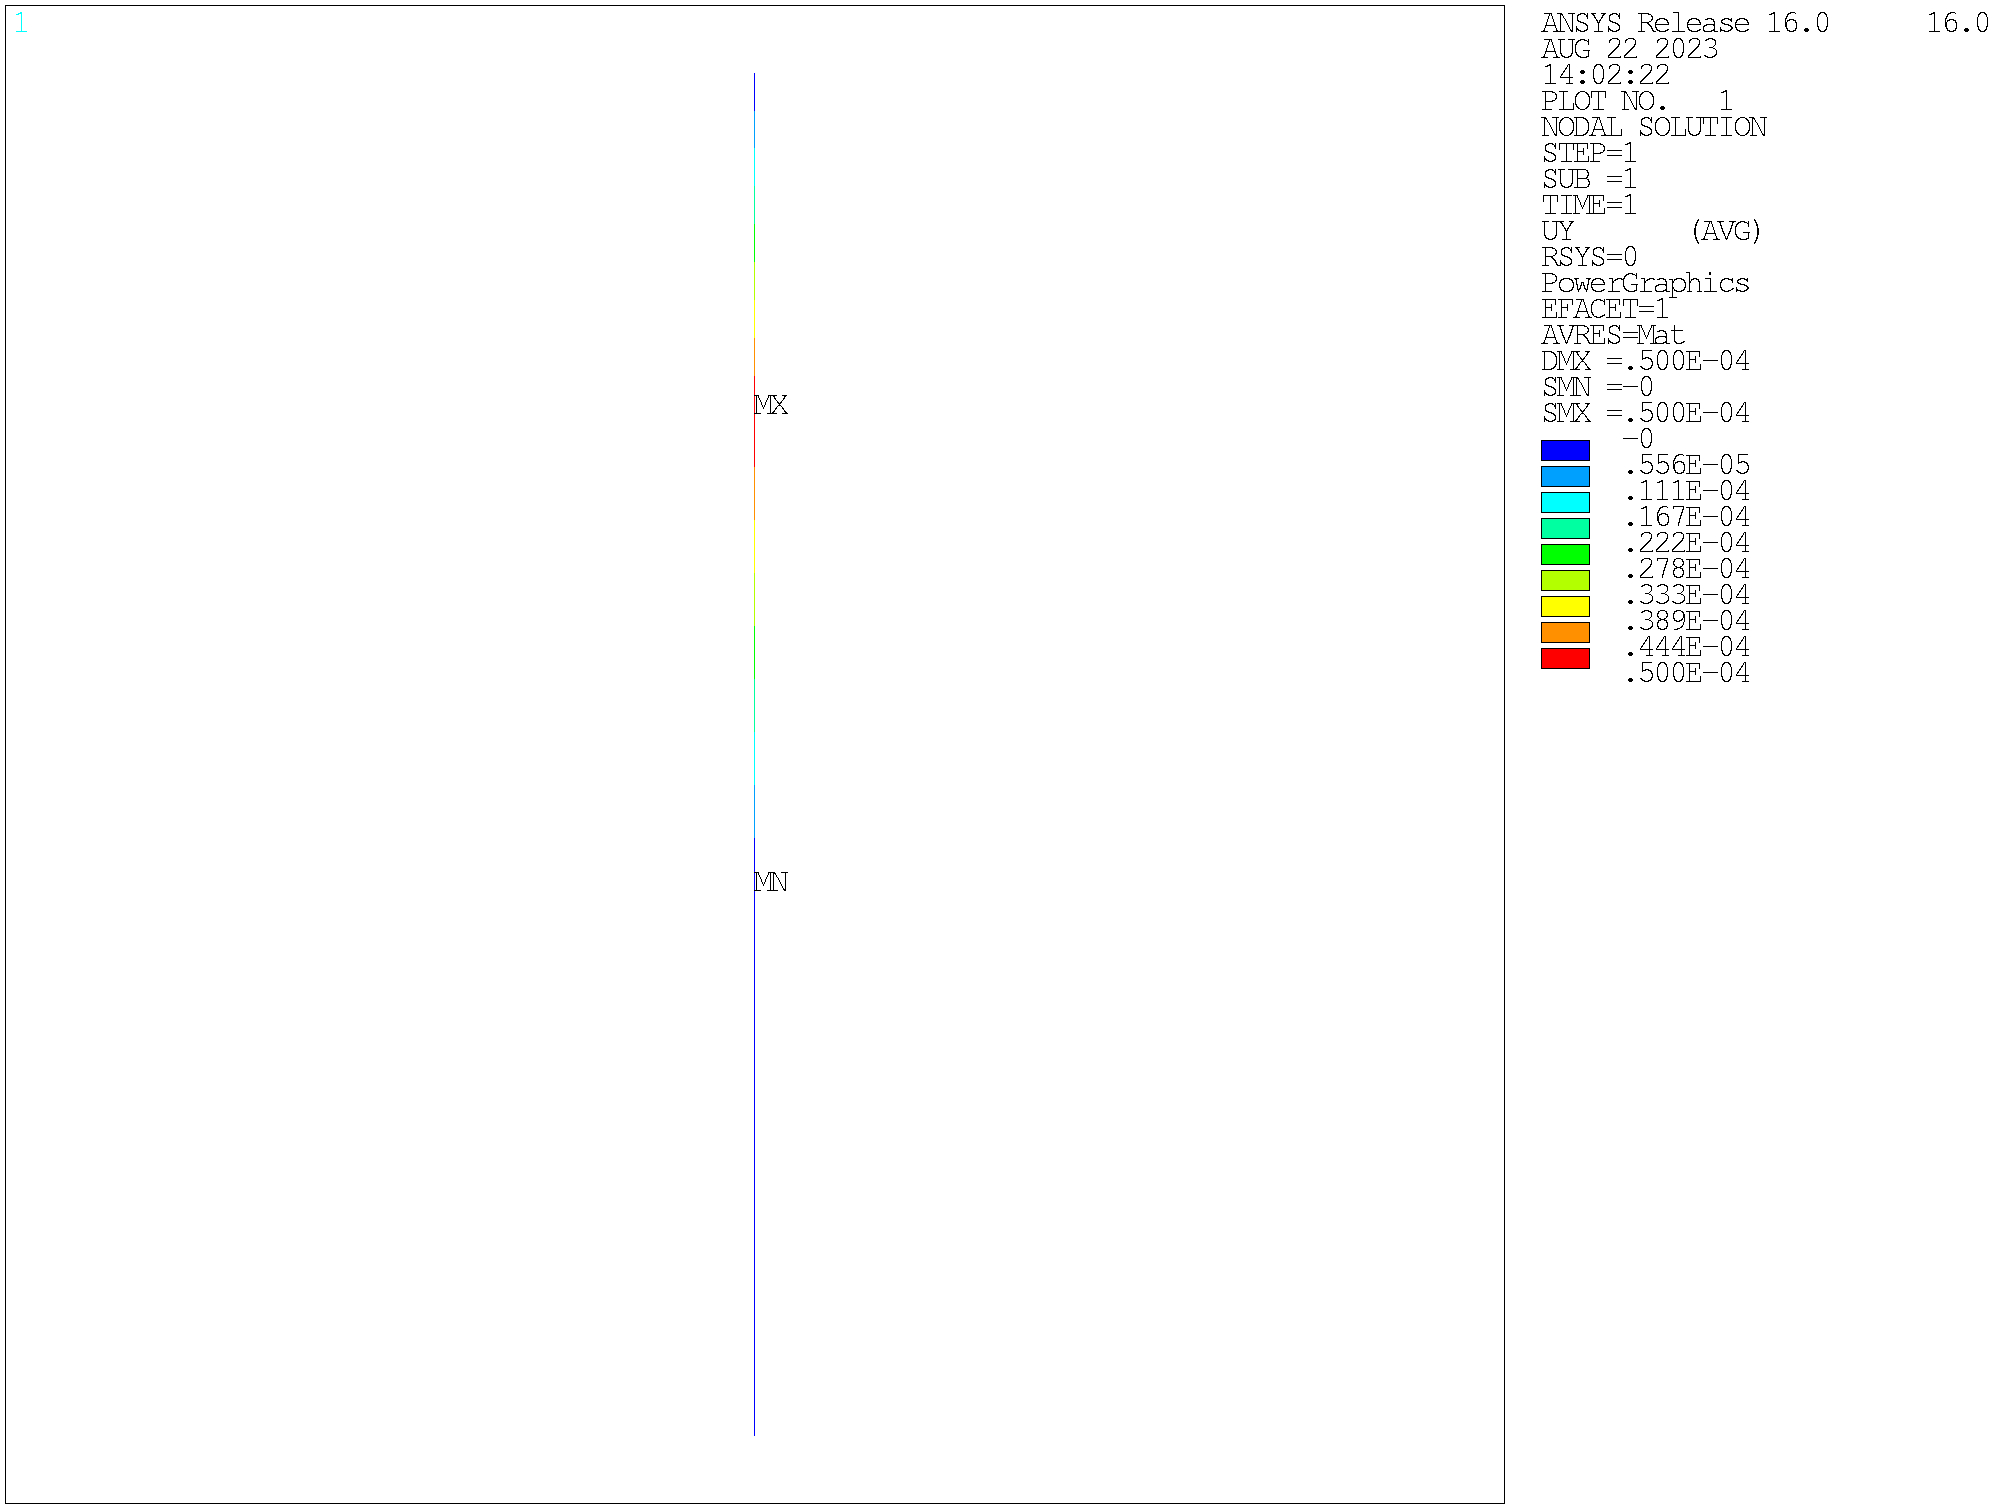 1
ANSYS Release 16.0 16.0
AUG 22 2023
14:02:22
PLOT NO. 1
NODAL SOLUTION
STEP=1
SUB =1
TIME=1
UY (AVG)
RSYS=0
PowerGraphics
EFACET=1
AVRES=Mat
DMX =.500E-04
SMN =-0
SMX =.500E-04
-0
.556E-05
.111E-04
.167E-04
.222E-04
.278E-04
.333E-04
.389E-04
.444E-04
.500E-04
MX
MN